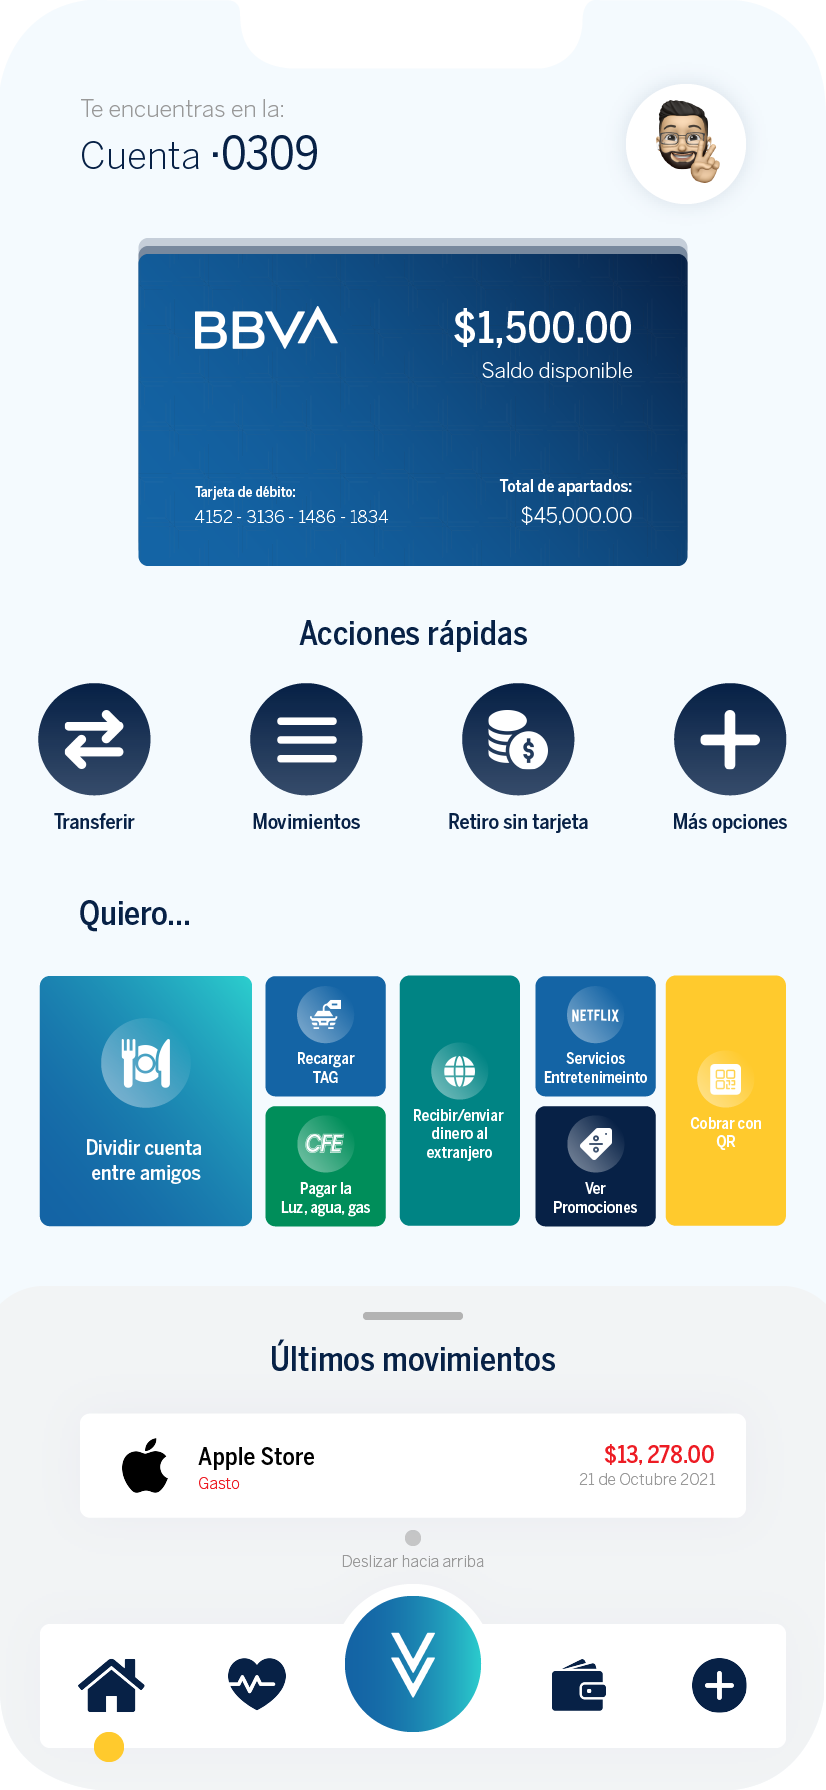 Te encuentras en la:
Cuenta ·0309
BBVA
$1,500.00
Saldo disponible
Tarjeta de débito:
4152 - 3136 - 1486 - 1834
Total de apartados:
$45,000.00
Acciones rápidas
Transferir
Movimientos
Retiro sin tarjeta
Más opciones
Quiero...
Dividir cuenta
entre amigos
Recargar
TAG
CFE
Pagar la
Luz, agua, gas
Recibir/enviar
dinero al
extranjero
NETFLIX
Servicios
Entretenimeinto
Ver
Promociones
Cobrar con
QR
Últimos movimientos
Apple Store
Gasto
$13, 278.00
21 de Octubre 2021
Deslizar hacia arriba